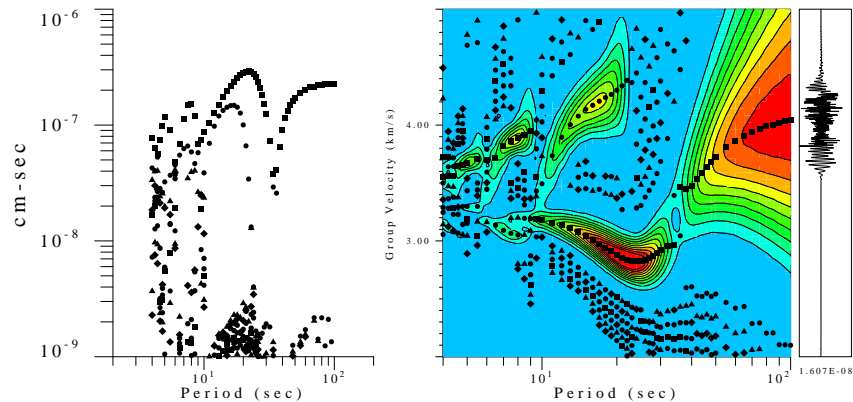 10^-6
10^-7
10^-8
10^-9
cm-sec
10^1
10^2
Period (sec)
4.00
3.00
Group Velocity (km/s)
10^1
10^2
Period (sec)
1.607E-08